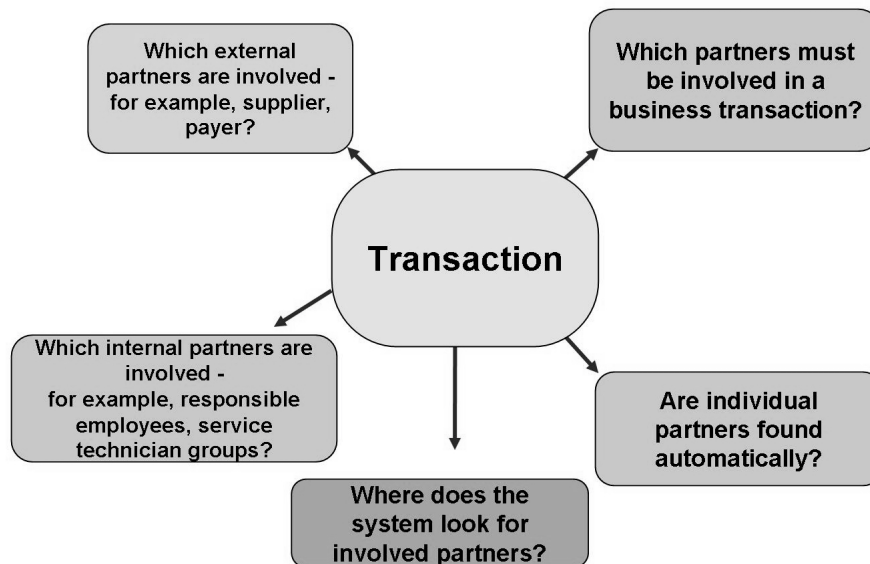 Which external
partners are involved -
for example, supplier,
payer?
Which partners must
be involved in a
business transaction?
Transaction
Which internal partners are
involved -
for example, responsible
employees, service
technician groups?
Are individual
partners found
automatically?
Where does the
system look for
involved partners?